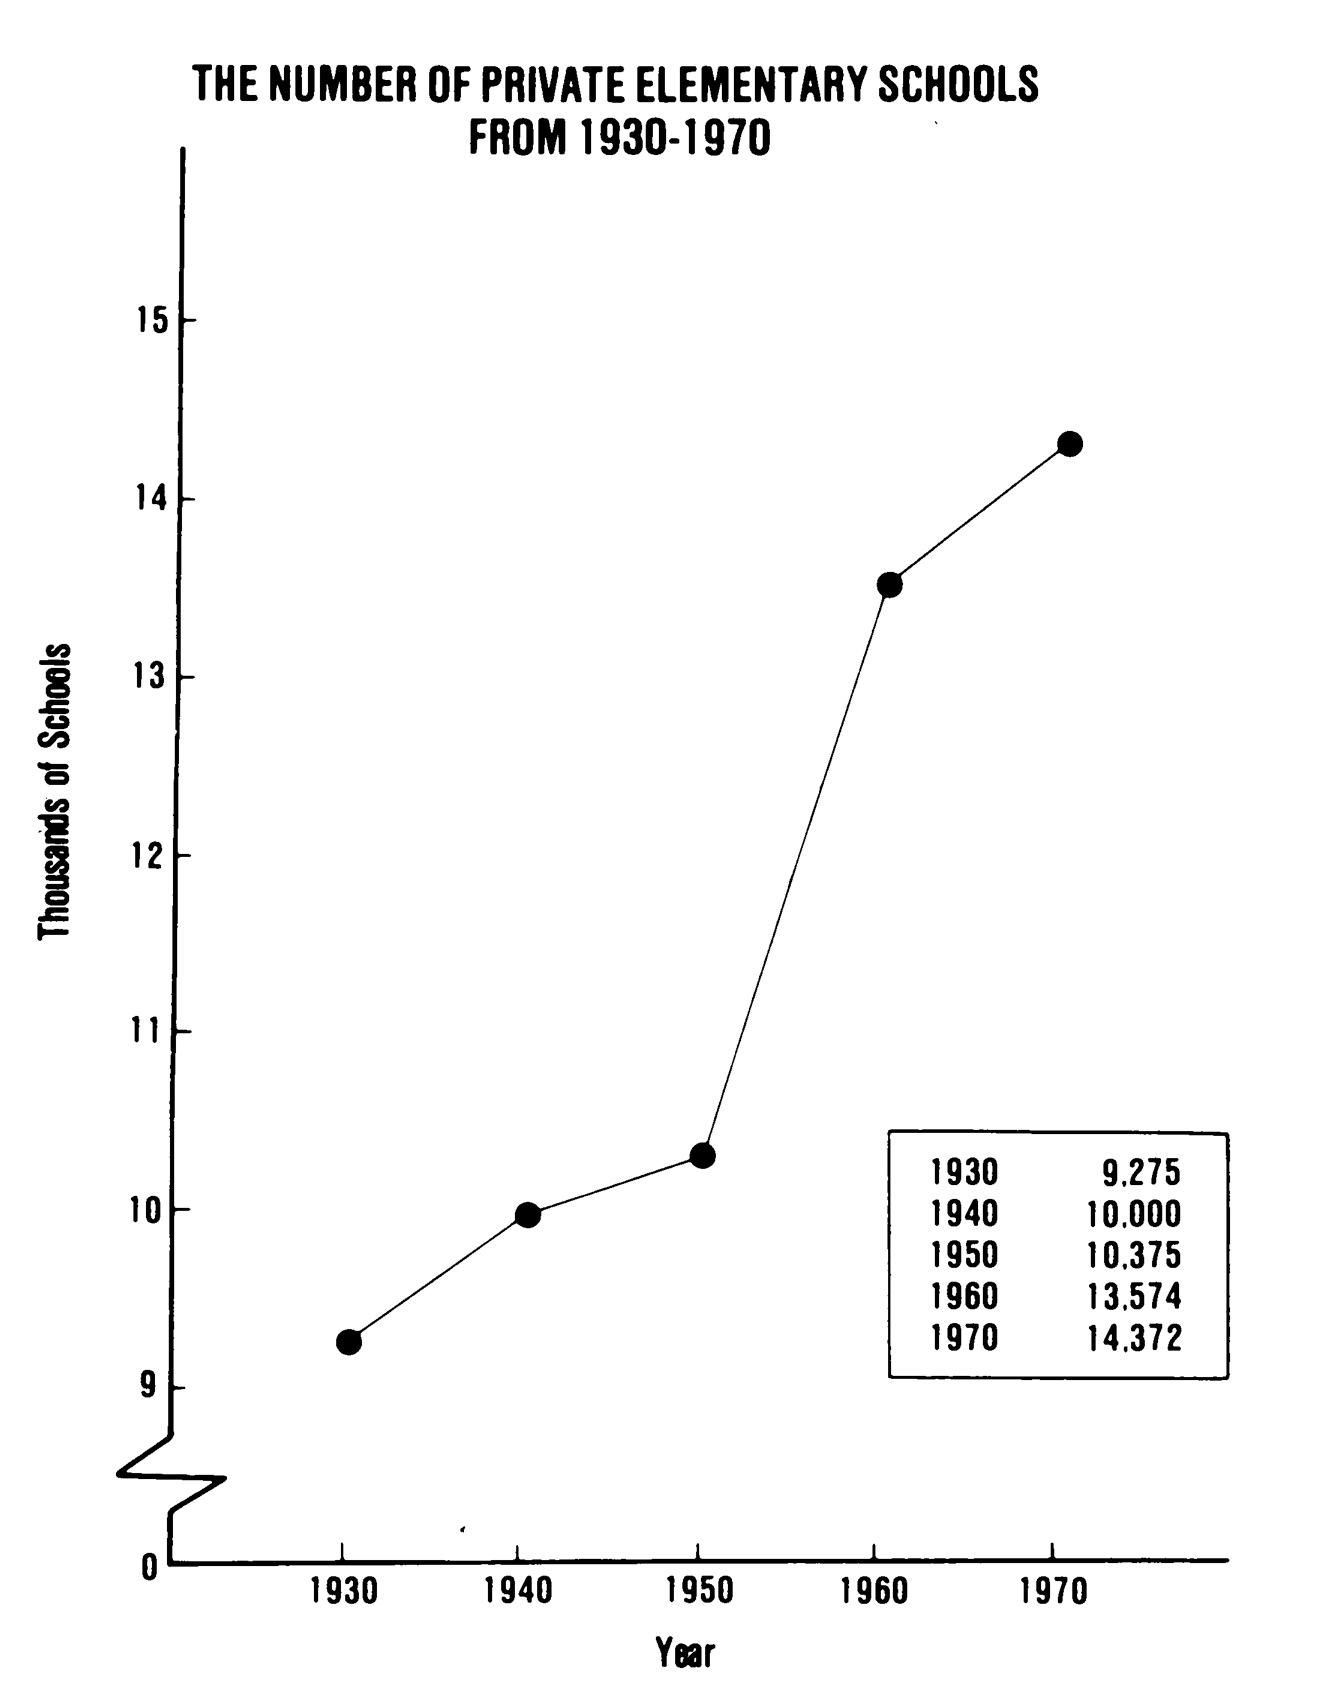 THE NUMBER OF PRIVATE ELEMENTARY SCHOOLS
FROM 1930-1970
Thousands of Schools
15
14
13
12
11
10
9
0
1930 9,275
1940 10,000
1950 10,375
1960 13,574
1970 14,372
1930 1940 1950 1960 1970
Year